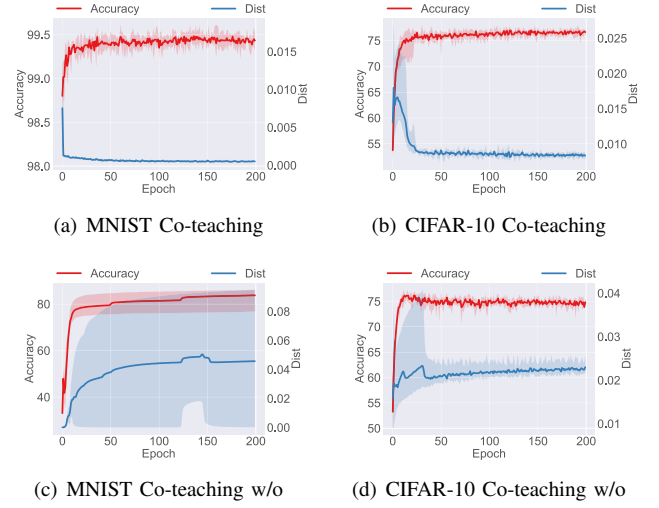 Accuracy Dist
99.5
99.0
98.5
98.0
0.015
0.010
0.005
0.000
0 50 100 150 200
Accuracy
Dist
Epoch
(a) MNIST Co-teaching
Accuracy Dist
75
70
65
60
55
0.025
0.020
0.015
0.010
0 50 100 150 200
Accuracy
Dist
Epoch
(b) CIFAR-10 Co-teaching
Accuracy Dist
80
60
40
0.08
0.06
0.04
0.02
0.00
0 50 100 150 200
Accuracy
Dist
Epoch
(c) MNIST Co-teaching w/o
Accuracy Dist
75
70
65
60
55
50
0.04
0.03
0.02
0.01
0 50 100 150 200
Accuracy
Dist
Epoch
(d) CIFAR-10 Co-teaching w/o